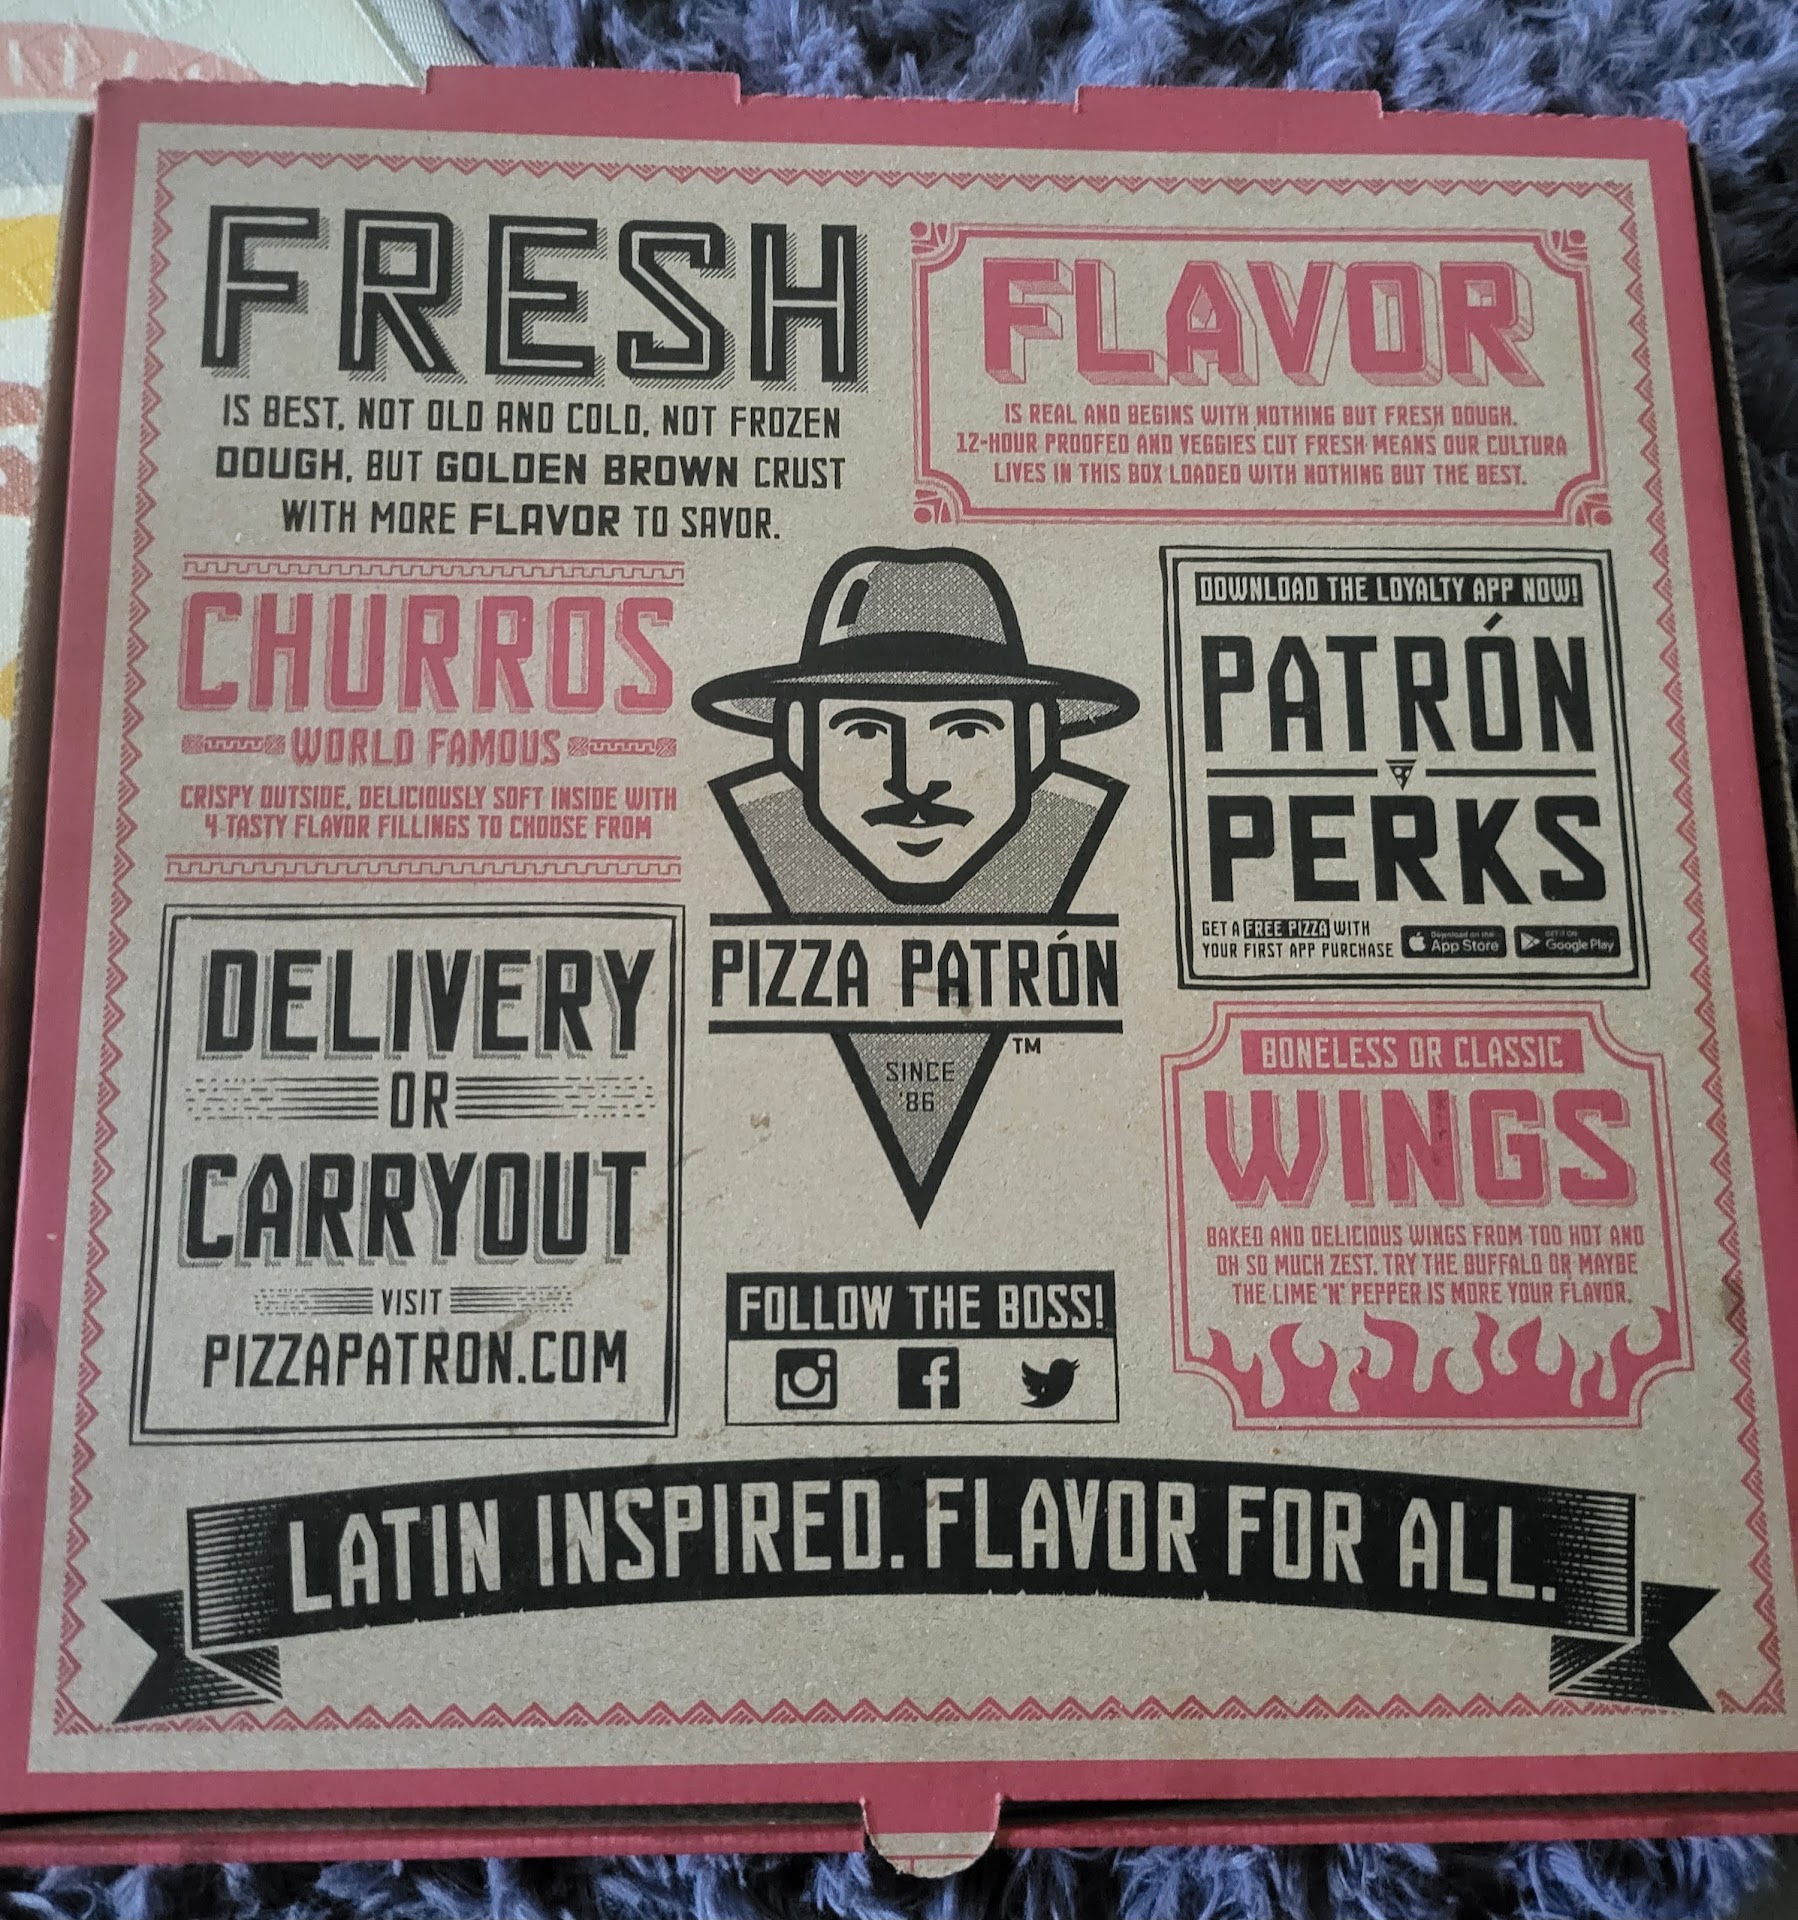 FRESH
IS BEST, NOT OLD AND COLD, NOT FROZEN
DOUGH, BUT GOLDEN BROWN CRUST
WITH MORE FLAVOR TO SAVOR.
FLAVOR
IS REAL AND BEGINS WITH NOTHING BUT FRESH DOUGH.
12-HOUR PROOFED AND VEGGIES CUT FRESH MEANS OUR CULTURA
LIVES IN THIS BOX LOADED WITH NOTHING BUT THE BEST.
CHURROS
WORLD FAMOUS
CRISPY OUTSIDE, DELICIOUSLY SOFT INSIDE WITH
4 TASTY FLAVOR FILLINGS TO CHOOSE FROM
DOWNLOAD THE LOYALTY APP NOW!
PATRÓN
PERKS
GET A FREE PIZZA WITH
YOUR FIRST APP PURCHASE
Download on the
App Store
GET IT ON
Google Play
DELIVERY
OR
CARRYOUT
VISIT
PIZZAPATRON.COM
PIZZA PATRÓN
TM
SINCE
'86
BONELESS OR CLASSIC
WINGS
BAKED AND DELICIOUS WINGS FROM TOO HOT AND
OH SO MUCH ZEST. TRY THE BUFFALO OR MAYBE
THE LIME 'N' PEPPER IS MORE YOUR FLAVOR.
FOLLOW THE BOSS!
LATIN INSPIRED. FLAVOR FOR ALL.